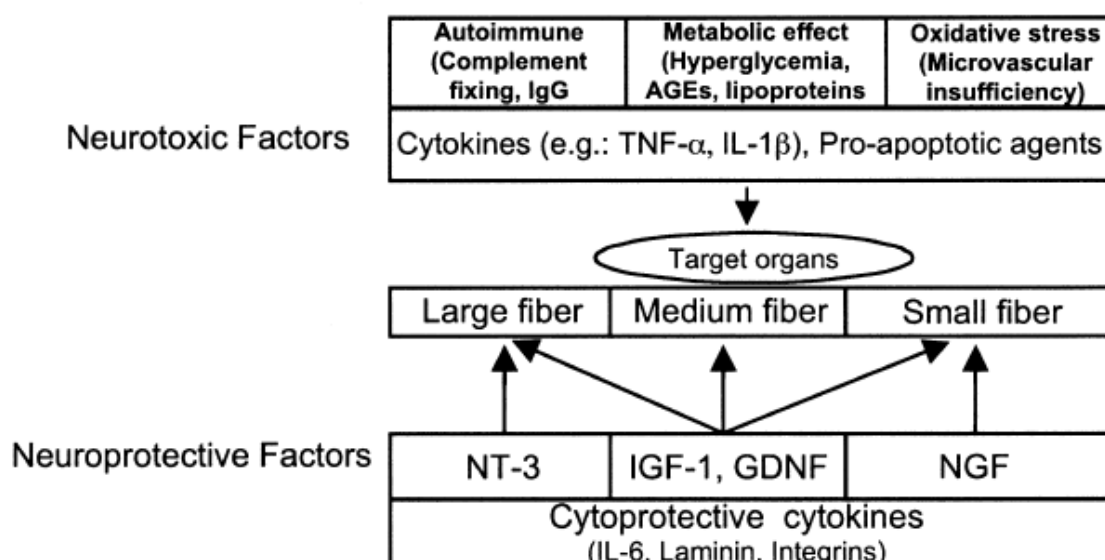 Autoimmune
(Complement
fixing, IgG
Metabolic effect
(Hyperglycemia,
AGEs, lipoproteins
Oxidative stress
(Microvascular
insufficiency)
Neurotoxic Factors
Cytokines (e.g.: TNF-α, IL-1β), Pro-apoptotic agents
Target organs
Large fiber
Medium fiber
Small fiber
Neuroprotective Factors
NT-3
IGF-1, GDNF
NGF
Cytoprotective cytokines
(IL-6, Laminin, Integrins)